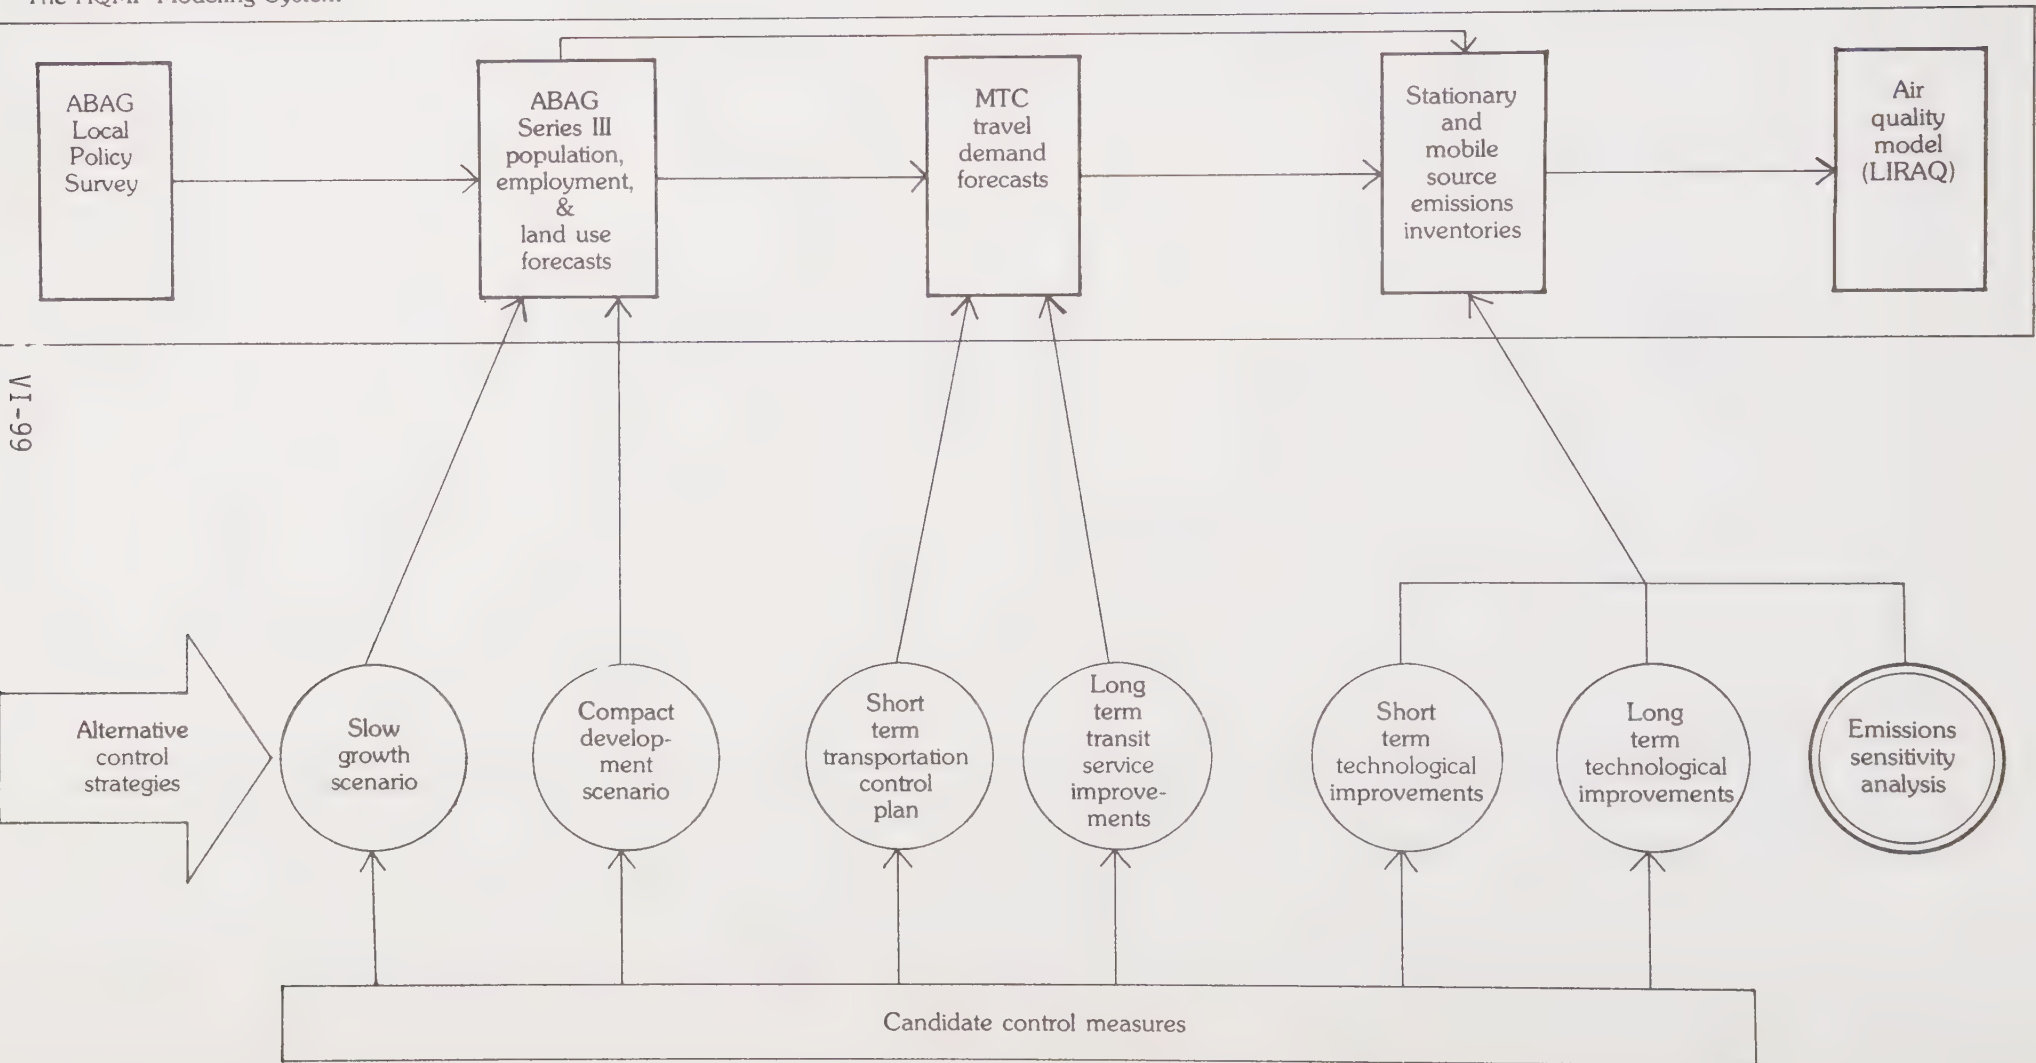 The AQMP Modeling System
ABAG
Local
Policy
Survey
ABAG
Series III
population,
employment,
&
land use
forecasts
MTC
travel
demand
forecasts
Stationary
and
mobile
source
emissions
inventories
Air
quality
model
(LIRAQ)
VI-99
Alternative
control
strategies
Slow
growth
scenario
Compact
develop-
ment
scenario
Short
term
transportation
control
plan
Long
term
transit
service
improve-
ments
Short
term
technological
improvements
Long
term
technological
improvements
Emissions
sensitivity
analysis
Candidate control measures